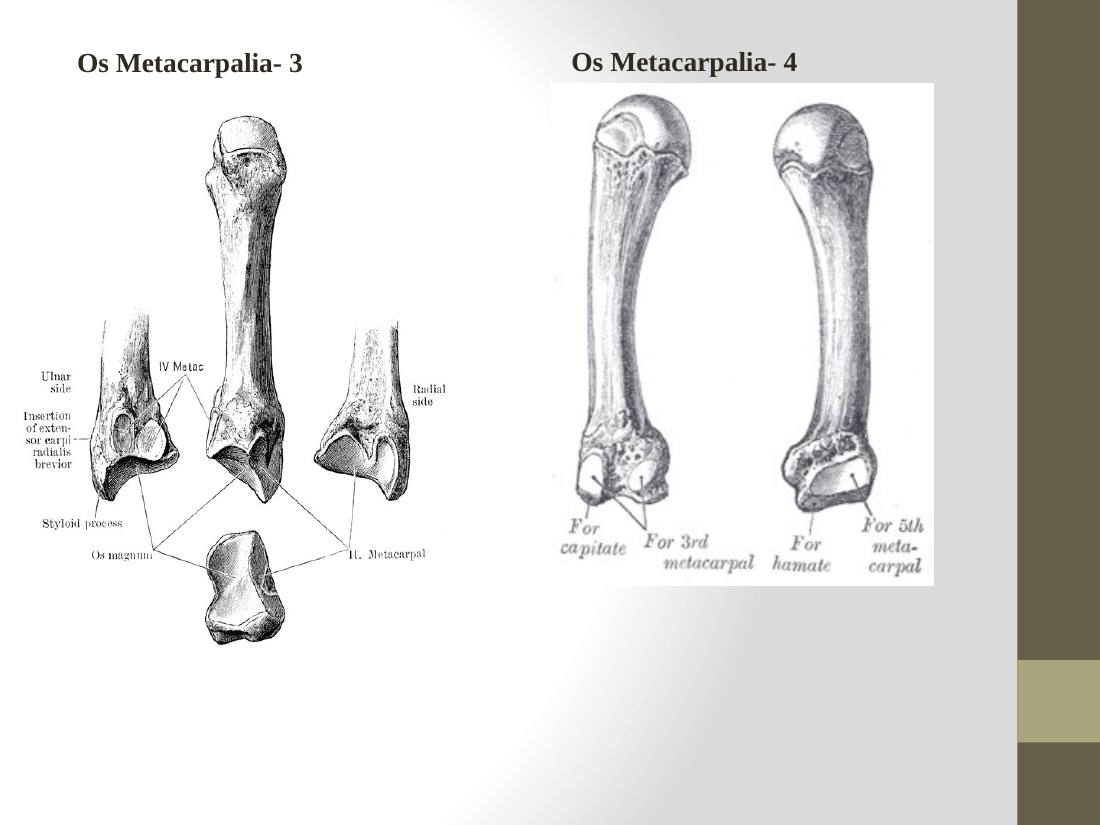 Os Metacarpalia- 3
IV Metac
Ulnar
side
Insertion
of exten-
sor carpi
radialis
brevior
Radial
side
Styloid process
Os magnum
II. Metacarpal
Os Metacarpalia- 4
For
capitate
For 3rd
metacarpal
For
hamate
For 5th
meta-
carpal